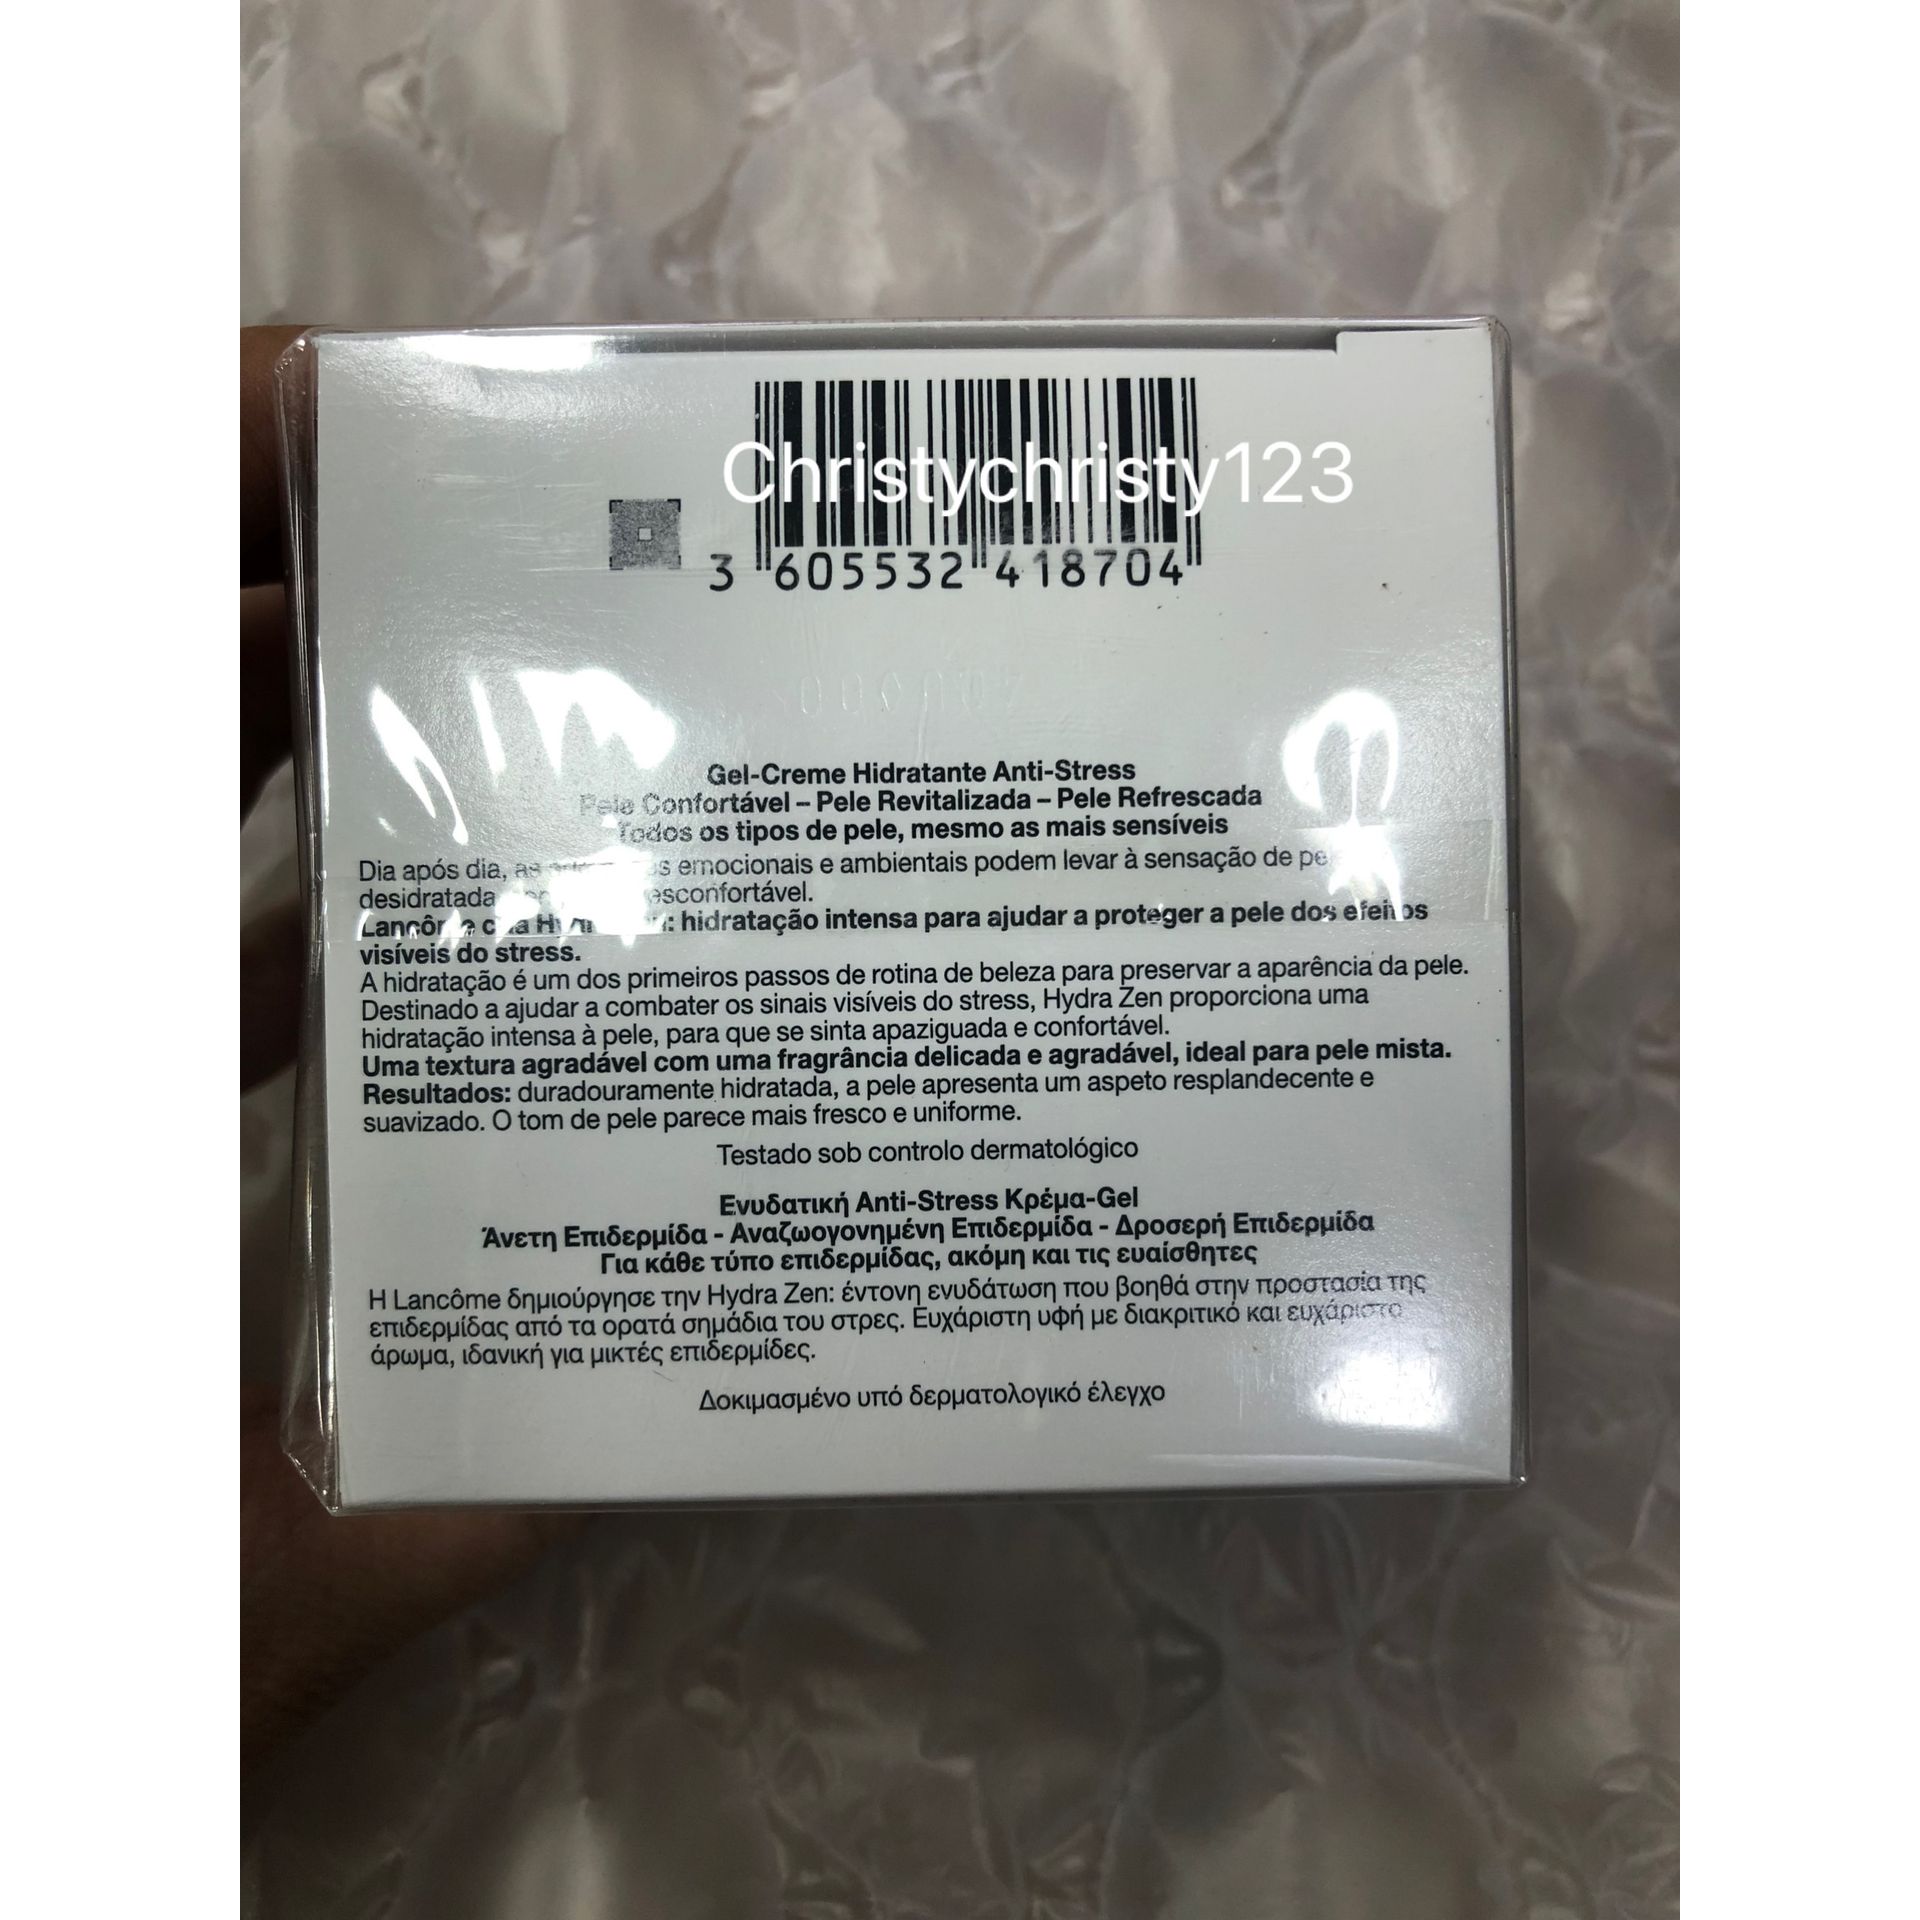 Christychristy123
3 605532 418704
Gel-Creme Hidratante Anti-Stress
Pele Confortável – Pele Revitalizada – Pele Refrescada
Todos os tipos de pele, mesmo as mais sensíveis
Dia após dia, as emocionais e ambientais podem levar à sensação de
desidratada
Lancôme cria Hydra Zen: hidratação intensa para ajudar a proteger a pele dos efeitos
visíveis do stress.
A hidratação é um dos primeiros passos de rotina de beleza para preservar a aparência da pele.
Destinado a ajudar a combater os sinais visíveis do stress, Hydra Zen proporciona uma
hidratação intensa à pele, para que se sinta apaziguada e confortável.
Uma textura agradável com uma fragrância delicada e agradável, ideal para pele mista.
Resultados: duradouramente hidratada, a pele apresenta um aspeto resplandecente e
suavizado. O tom de pele parece mais fresco e uniforme.
Testado sob controlo dermatológico
Ενυδατική Anti-Stress Κρέμα-Gel
Άνετη Επιδερμίδα - Αναζωογονημένη Επιδερμίδα - Δροσερή Επιδερμίδα
Για κάθε τύπο επιδερμίδας, ακόμη και τις ευαίσθητες
Η Lancôme δημιούργησε την Hydra Zen: έντονη ενυδάτωση που βοηθά στην προστασία της
επιδερμίδας από τα ορατά σημάδια του στρες. Ευχάριστη υφή με διακριτικό και ευχάριστο
άρωμα, ιδανική για μικτές επιδερμίδες.
Δοκιμασμένο υπό δερματολογικό έλεγχο